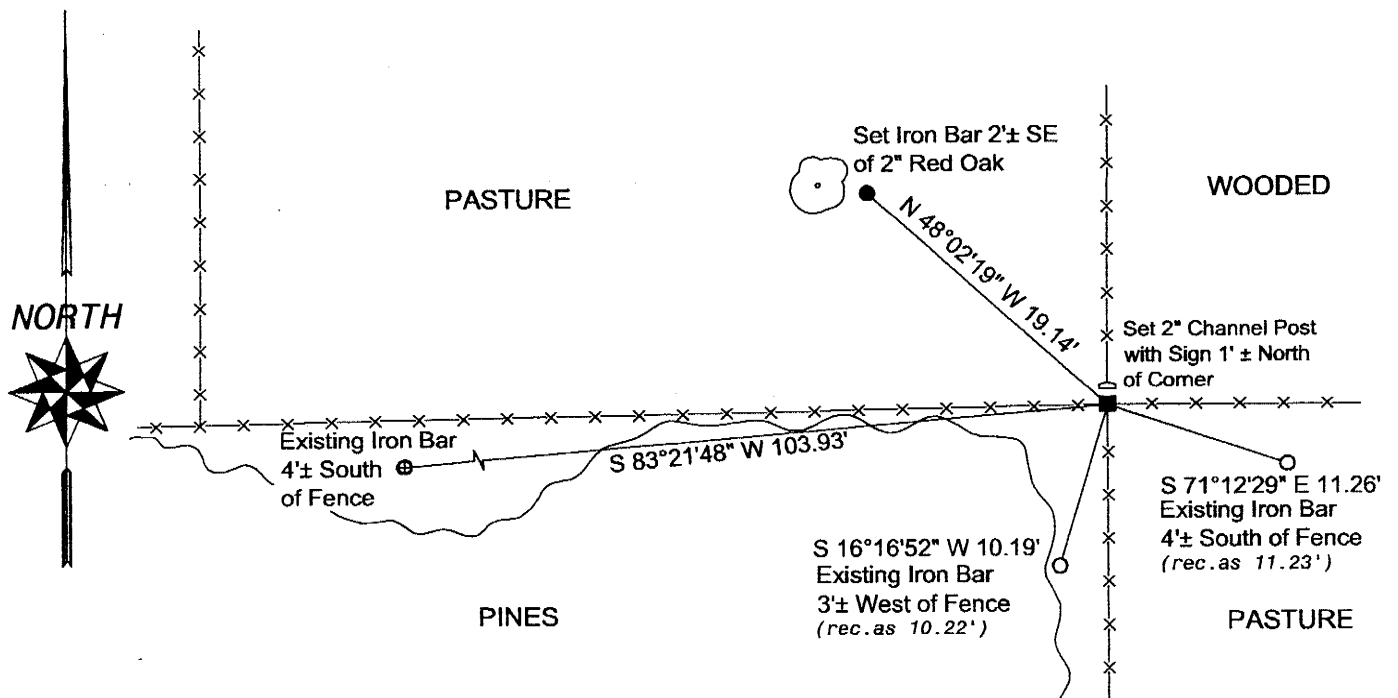 Set Iron Bar 2'± SE
of 2" Red Oak
PASTURE
WOODED
N 48°02'19" W 19.14'
NORTH
Set 2" Channel Post
with Sign 1' ± North
of Corner
Existing Iron Bar
4'± South
of Fence
S 83°21'48" W 103.93'
S 71°12'29" E 11.26'
Existing Iron Bar
4'± South of Fence
(rec.as 11.23')
S 16°16'52" W 10.19'
Existing Iron Bar
3'± West of Fence
(rec.as 10.22')
PINES
PASTURE